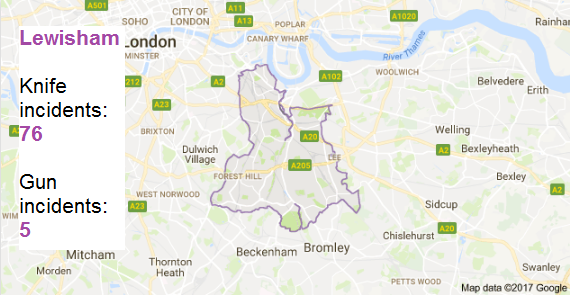 Lewisham
Knife
incidents:
76
Gun
incidents:
5
SOHO
CITY OF
LONDON
London
MINSTER
POPLAR
CANARY WHARF
River Thames
WOOLWICH
Rainham
Belvedere
Erith
BRIXTON
Dulwich
Village
Welling
Bexleyheath
LEE
FOREST HILL
Bexley
WEST NORWOOD
Sidcup
Chislehurst
Bromley
Beckenham
Mitcham
Thornton
Heath
Morden
Swanley
PETTS WOOD
A501
A11
A13
A1020
A2
A102
A23
A20
A205
A2
A2
A23
A20
Map data ©2017 Google